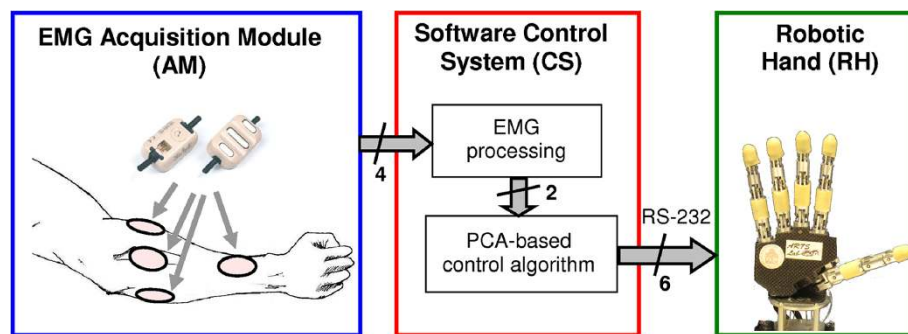 EMG Acquisition Module
(AM)
Software Control
System (CS)
Robotic
Hand (RH)
EMG
processing
4
2
PCA-based
control algorithm
RS-232
6
ARTS